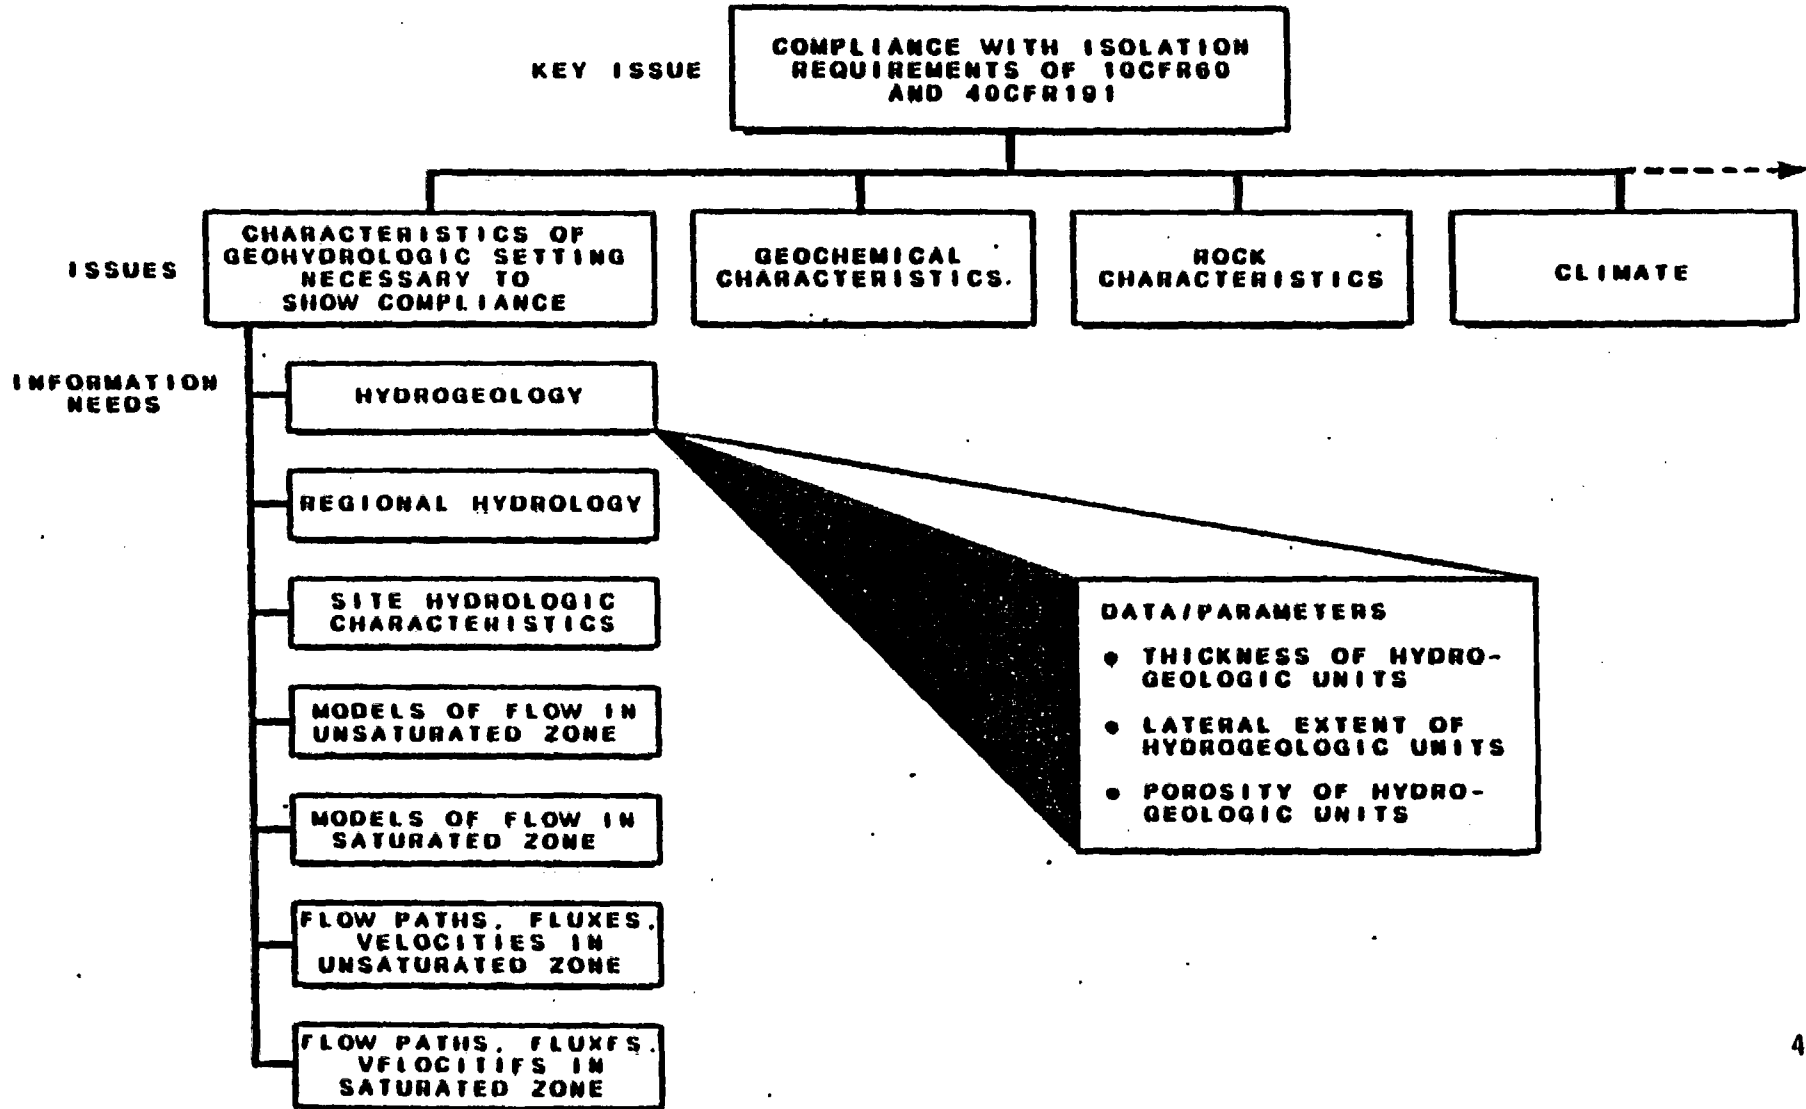 KEY ISSUE
COMPLIANCE WITH ISOLATION
REQUIREMENTS OF 10CFR60
AND 40CFR191
ISSUES
CHARACTERISTICS OF
GEOHYDROLOGIC SETTING
NECESSARY TO
SHOW COMPLIANCE
GEOCHEMICAL
CHARACTERISTICS.
ROCK
CHARACTERISTICS
CLIMATE
INFORMATION
NEEDS
HYDROGEOLOGY
REGIONAL HYDROLOGY
SITE HYDROLOGIC
CHARACTERISTICS
MODELS OF FLOW IN
UNSATURATED ZONE
MODELS OF FLOW IN
SATURATED ZONE
FLOW PATHS, FLUXES,
VELOCITIES IN
UNSATURATED ZONE
FLOW PATHS, FLUXES,
VELOCITIES IN
SATURATED ZONE
DATA/PARAMETERS
● THICKNESS OF HYDRO-
GEOLOGIC UNITS
● LATERAL EXTENT OF
HYDROGEOLOGIC UNITS
● POROSITY OF HYDRO-
GEOLOGIC UNITS
4